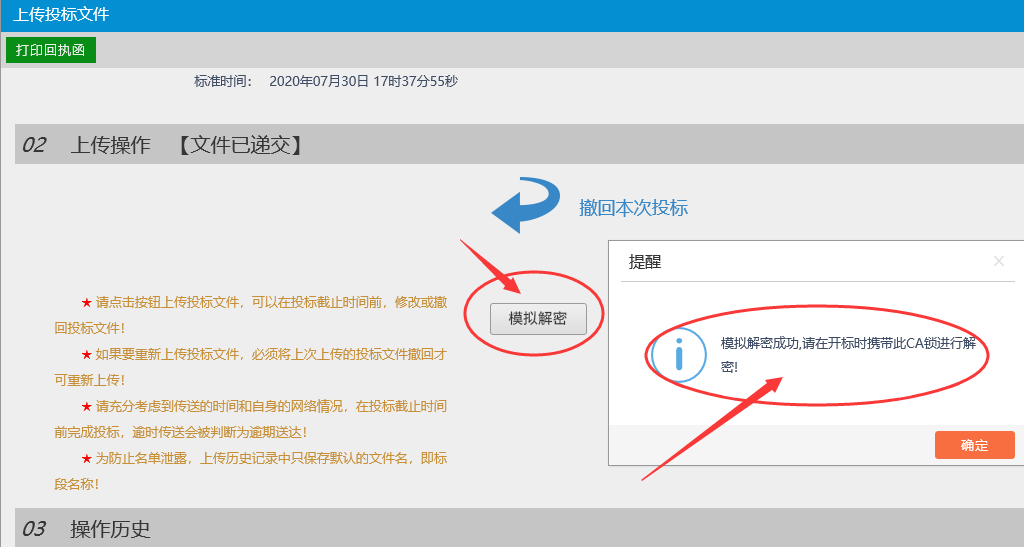 上传投标文件
打印回执函
标准时间： 2020年07月30日 17时37分55秒
02 上传操作 【文件已递交】
撤回本次投标
★ 请点击按钮上传投标文件，可以在投标截止时间前，修改或撤
回投标文件！
★ 如果要重新上传投标文件，必须将上次上传的投标文件撤回才
可重新上传！
★ 请充分考虑到传送的时间和自身的网络情况，在投标截止时间
前完成投标，逾时传送会被判断为逾期送达！
★ 为防止名单泄露，上传历史记录中只保存默认的文件名，即标
段名称！
模拟解密
提醒
模拟解密成功,请在开标时携带此CA锁进行解
密!
确定
03 操作历史